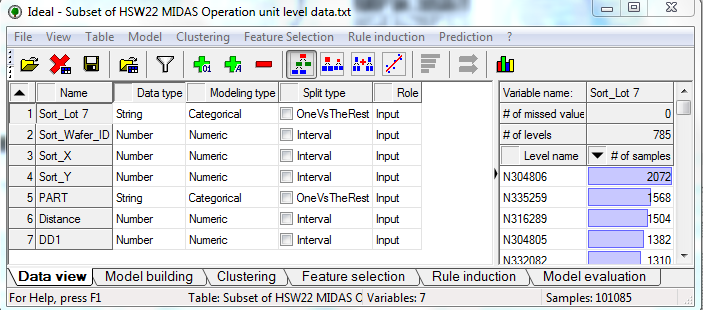 Ideal - Subset of HSW22 MIDAS Operation unit level data.txt
File View Table Model Clustering Feature Selection Rule induction Prediction ?
01 A
Name Data type Modeling type Split type Role
1 Sort_Lot 7 String Categorical OneVsTheRest Input
2 Sort_Wafer_ID Number Numeric Interval Input
3 Sort_X Number Numeric Interval Input
4 Sort_Y Number Numeric Interval Input
5 PART String Categorical OneVsTheRest Input
6 Distance Number Numeric Interval Input
7 DD1 Number Numeric Interval Input
Variable name: Sort_Lot 7
# of missed value 0
# of levels 785
Level name # of samples
N304806 2072
N335259 1568
N316289 1504
N304805 1382
N332082 1310
Data view Model building Clustering Feature selection Rule induction Model evaluation
For Help, press F1 Table: Subset of HSW22 MIDAS O Variables: 7 Samples: 101085